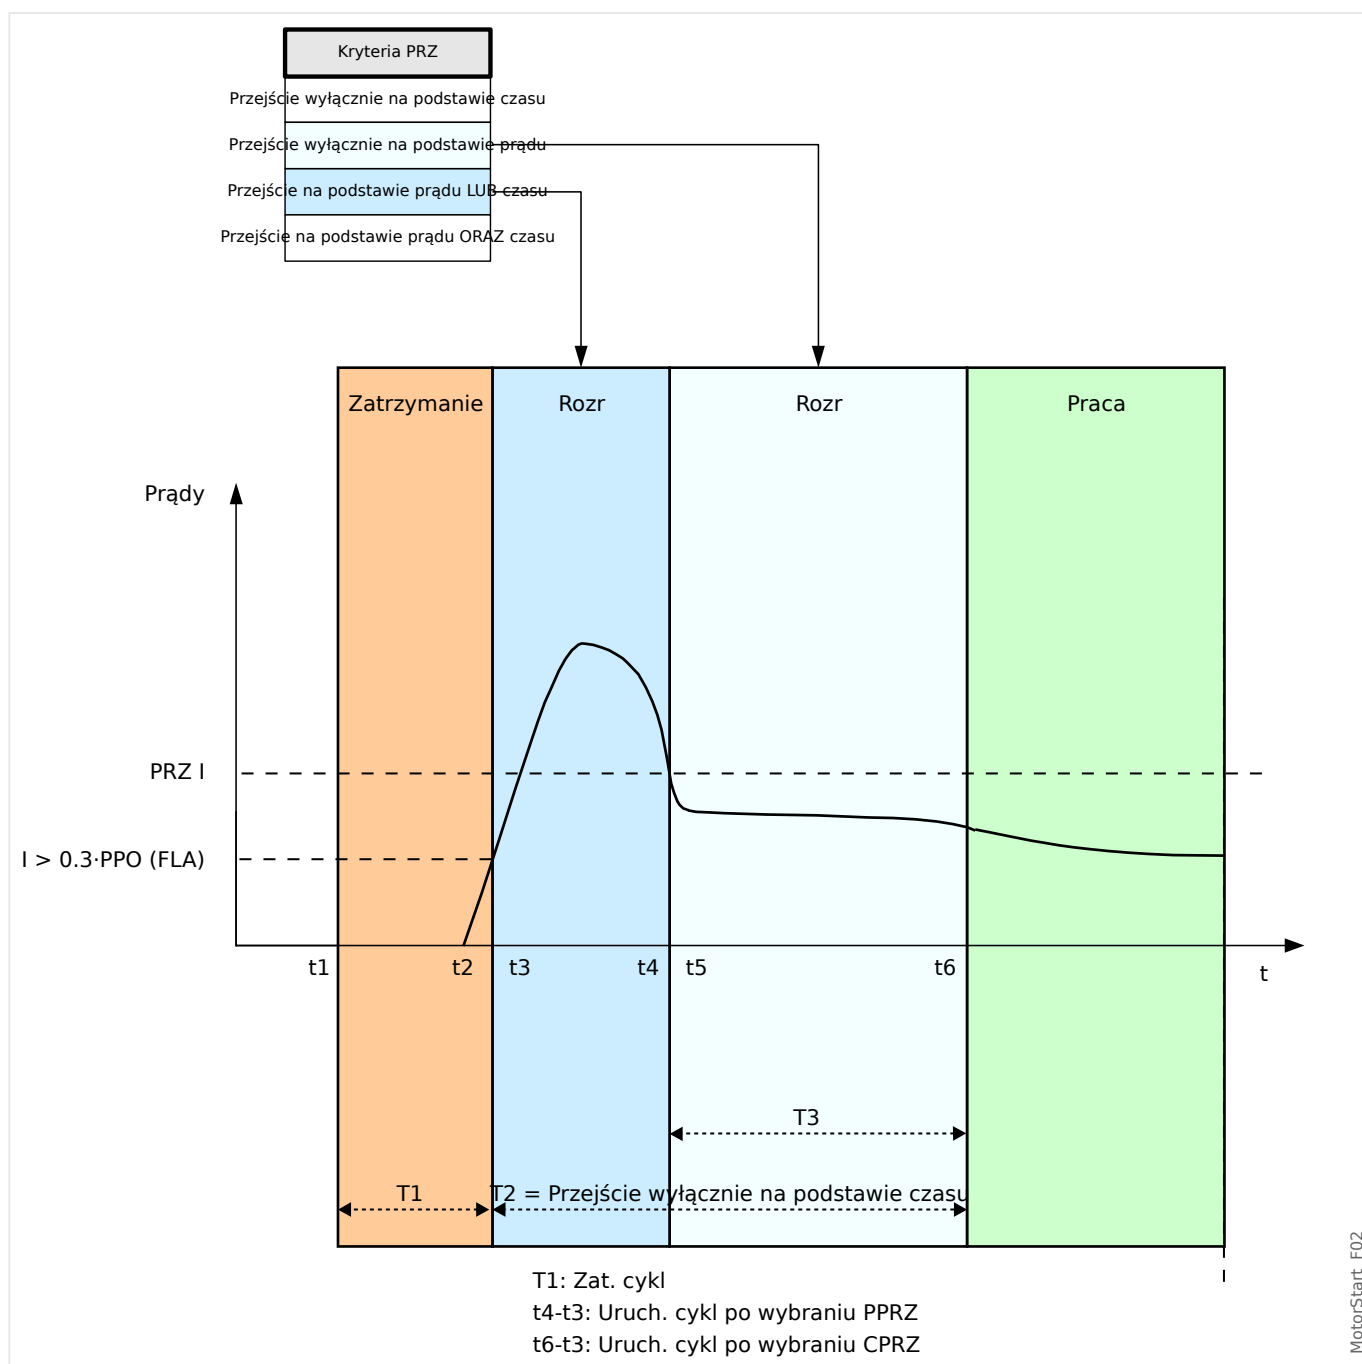 Kryteria PRZ
Przejście wyłącznie na podstawie czasu
Przejście wyłącznie na podstawie prądu
Przejście na podstawie prądu LUB czasu
Przejście na podstawie prądu ORAZ czasu
Zatrzymanie
Rozr
Rozr
Praca
Prądy
PRZ I
I > 0.3·PPO (FLA)
t1
t2
t3
t4
t5
t6
t
T3
T1
T2 = Przejście wyłącznie na podstawie czasu
T1: Zat. cykl
t4-t3: Uruch. cykl po wybraniu PPRZ
t6-t3: Uruch. cykl po wybraniu CPRZ
MotorStart_F02